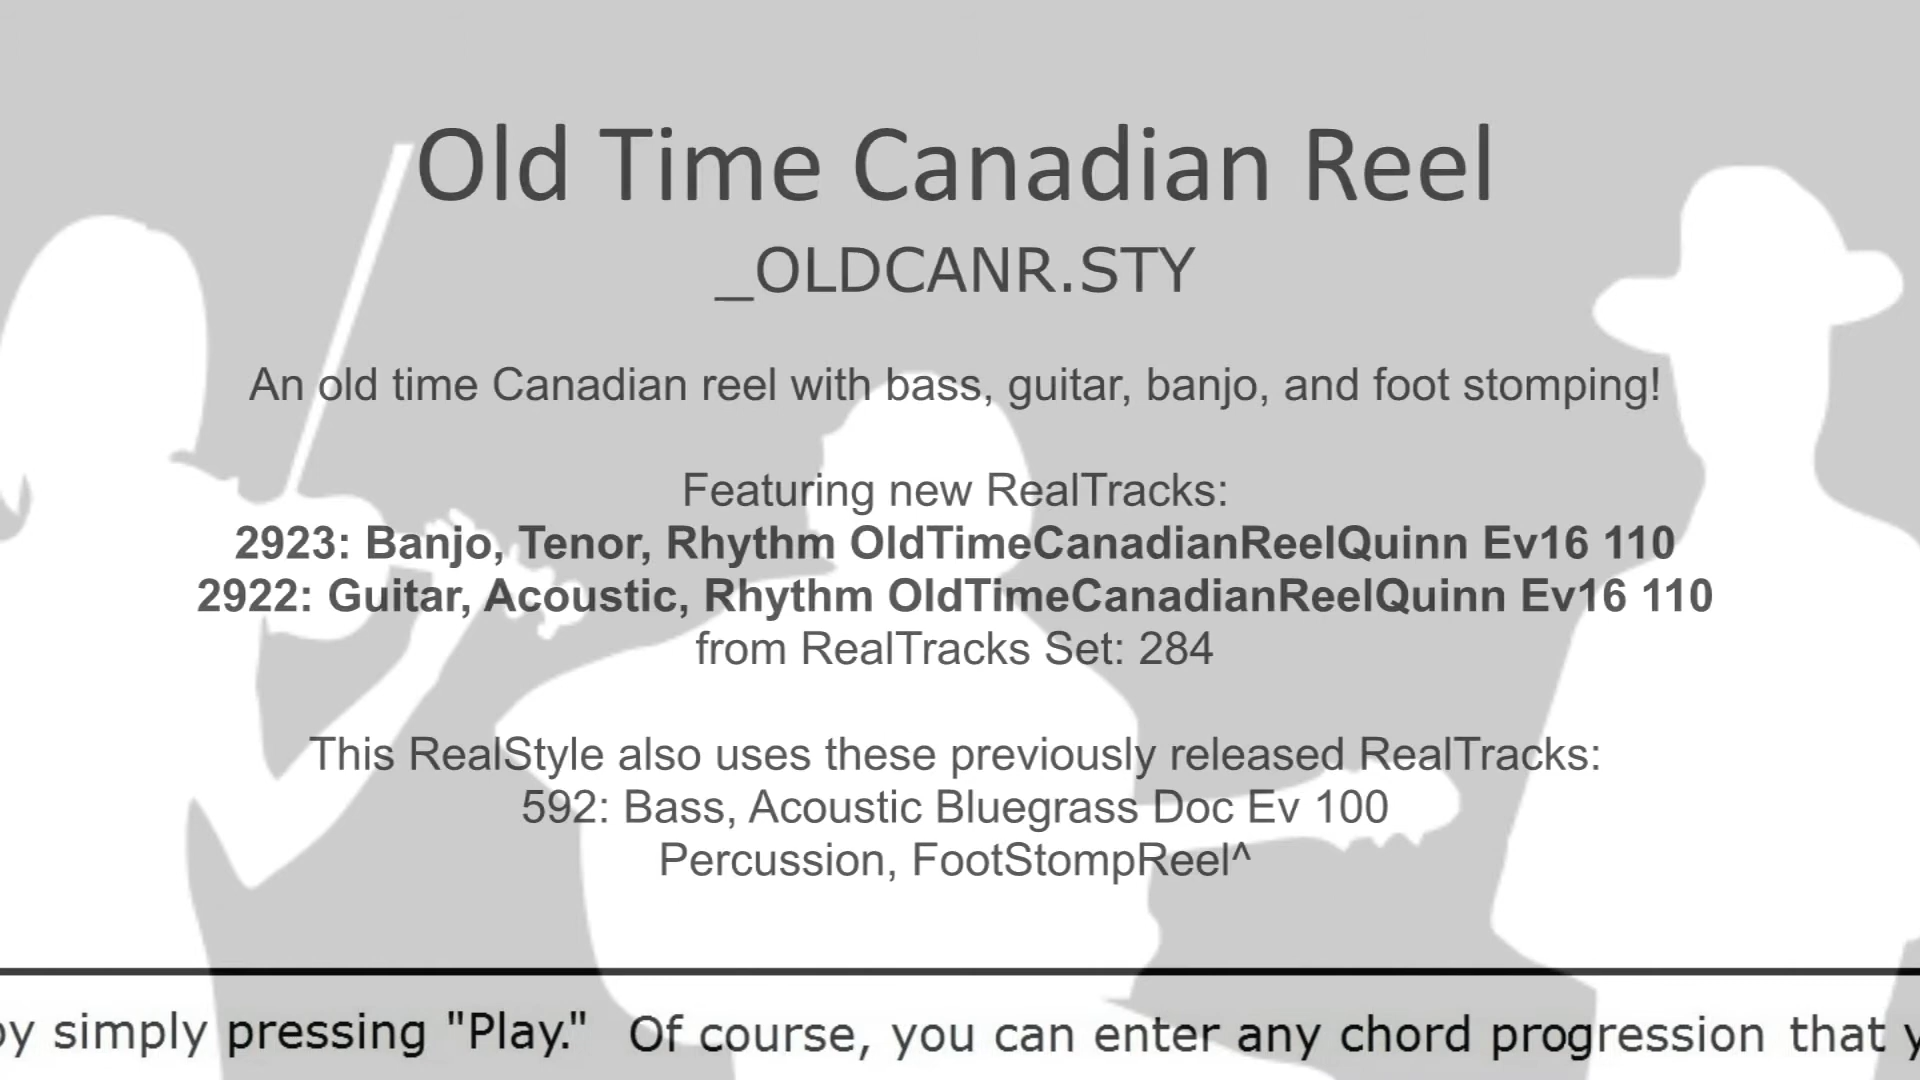 Old Time Canadian Reel
_OLDCANR.STY
An old time Canadian reel with bass, guitar, banjo, and foot stomping!
Featuring new RealTracks:
2923: Banjo, Tenor, Rhythm OldTimeCanadianReelQuinn Ev16 110
2922: Guitar, Acoustic, Rhythm OldTimeCanadianReelQuinn Ev16 110
from RealTracks Set: 284
This RealStyle also uses these previously released RealTracks:
592: Bass, Acoustic Bluegrass Doc Ev 100
Percussion, FootStompReel^
by simply pressing "Play." Of course, you can enter any chord progression that